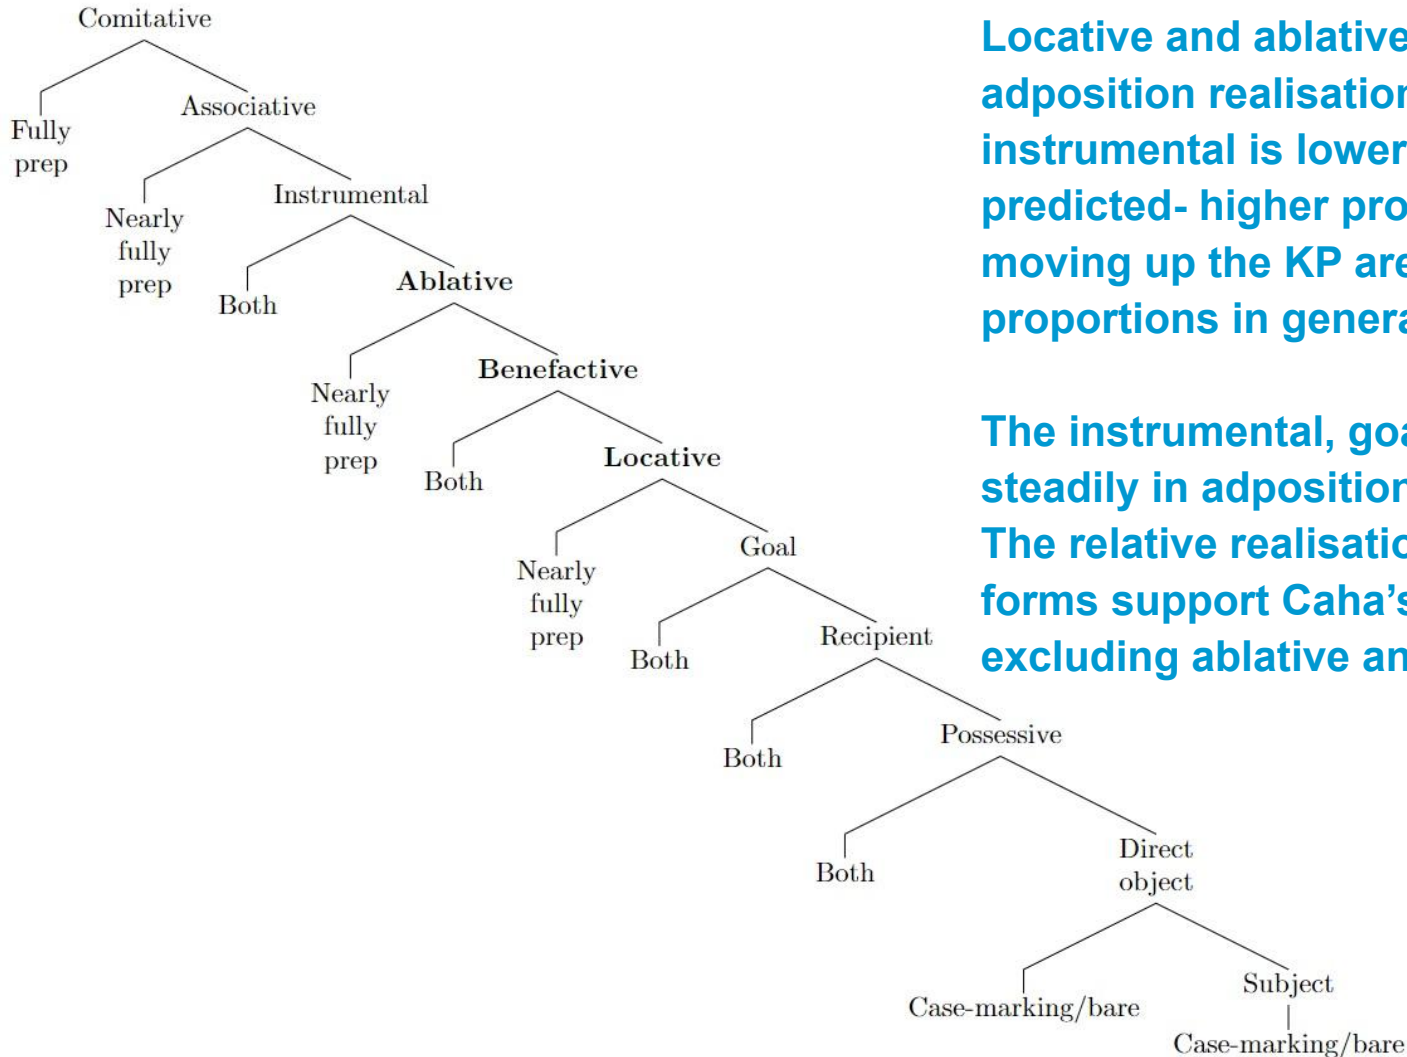 Comitative
Fully
prep
Associative
Nearly
fully
prep
Instrumental
Both
Ablative
Nearly
fully
prep
Benefactive
Both
Locative
Nearly
fully
prep
Goal
Both
Recipient
Both
Possessive
Both
Direct
object
Case-marking/bare
Subject
Case-marking/bare
Locative and ablative
adposition realisation
instrumental is lower
predicted- higher pro
moving up the KP are
proportions in genera
The instrumental, goa
steadily in adposition
The relative realisatio
forms support Caha's
excluding ablative an